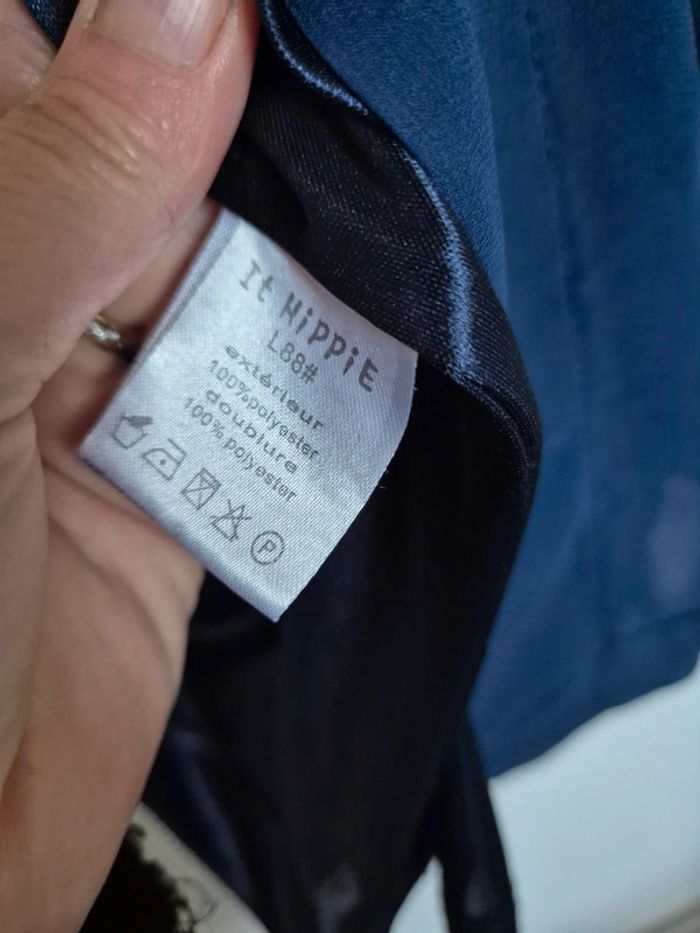 It HiPPiE
L88#
extérieur
100%polyester
doublure
100%polyester
P